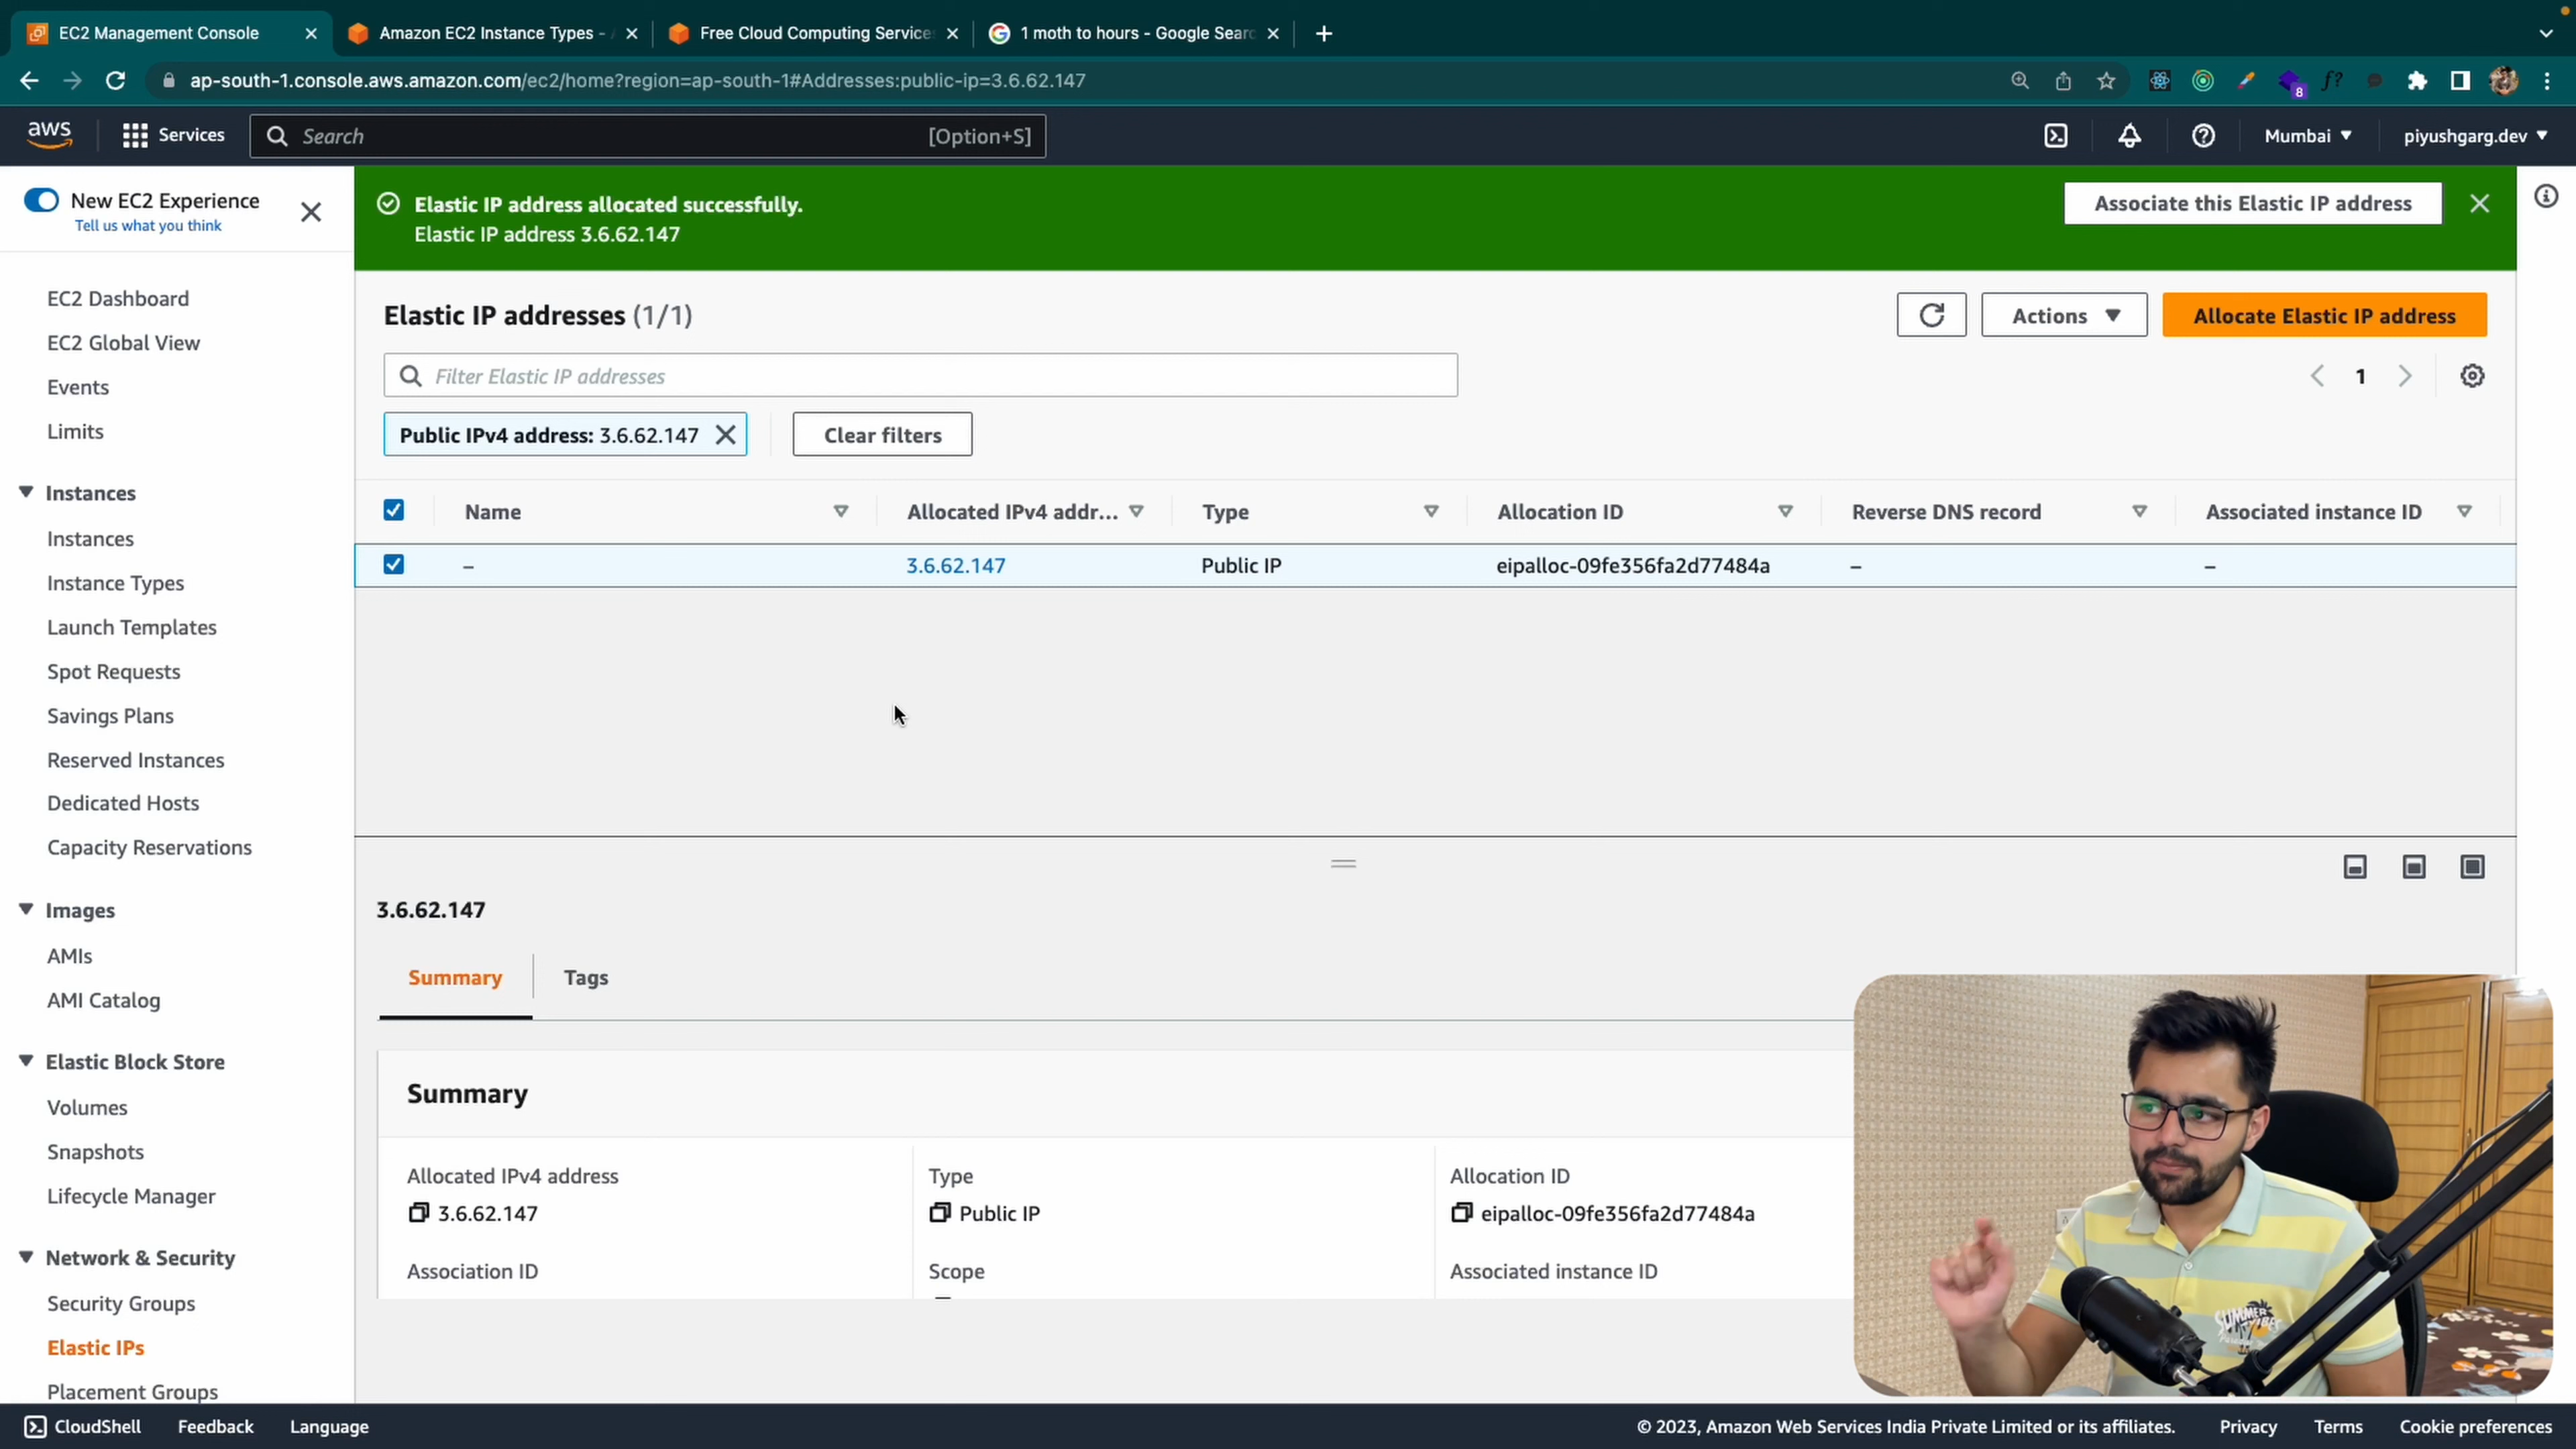 EC2 Management Console
Amazon EC2 Instance Types -
Free Cloud Computing Service
1 moth to hours - Google Sear
ap-south-1.console.aws.amazon.com/ec2/home?region=ap-south-1#Addresses:public-ip=3.6.62.147
8
f?
aws
Services
Search
[Option+S]
Mumbai
piyushgarg.dev
New EC2 Experience
Tell us what you think
EC2 Dashboard
EC2 Global View
Events
Limits
Instances
Instances
Instance Types
Launch Templates
Spot Requests
Savings Plans
Reserved Instances
Dedicated Hosts
Capacity Reservations
Images
AMIs
AMI Catalog
Elastic Block Store
Volumes
Snapshots
Lifecycle Manager
Network & Security
Security Groups
Elastic IPs
Placement Groups
Elastic IP address allocated successfully.
Elastic IP address 3.6.62.147
Associate this Elastic IP address
Elastic IP addresses (1/1)
Actions
Allocate Elastic IP address
Filter Elastic IP addresses
1
Public IPv4 address: 3.6.62.147
Clear filters
Name
Allocated IPv4 addr...
Type
Allocation ID
Reverse DNS record
Associated instance ID
–
3.6.62.147
Public IP
eipalloc-09fe356fa2d77484a
–
–
3.6.62.147
Summary
Tags
Summary
Allocated IPv4 address
3.6.62.147
Type
Public IP
Allocation ID
eipalloc-09fe356fa2d77484a
Association ID
Scope
Associated instance ID
SUMMER
VIBES
CloudShell
Feedback
Language
© 2023, Amazon Web Services India Private Limited or its affiliates.
Privacy
Terms
Cookie preferences